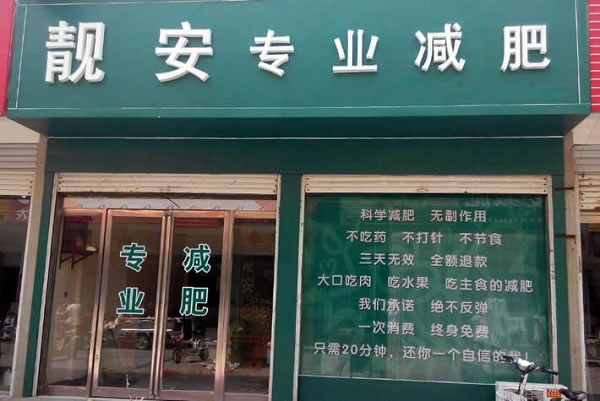 靓安专业减肥
专业 减肥
科学减肥 无副作用
不吃药 不打针 不节食
三天无效 全额退款
大口吃肉 吃水果 吃主食的减肥
我们承诺 绝不反弹
一次消费 终身免费
只需20分钟，还你一个自信的